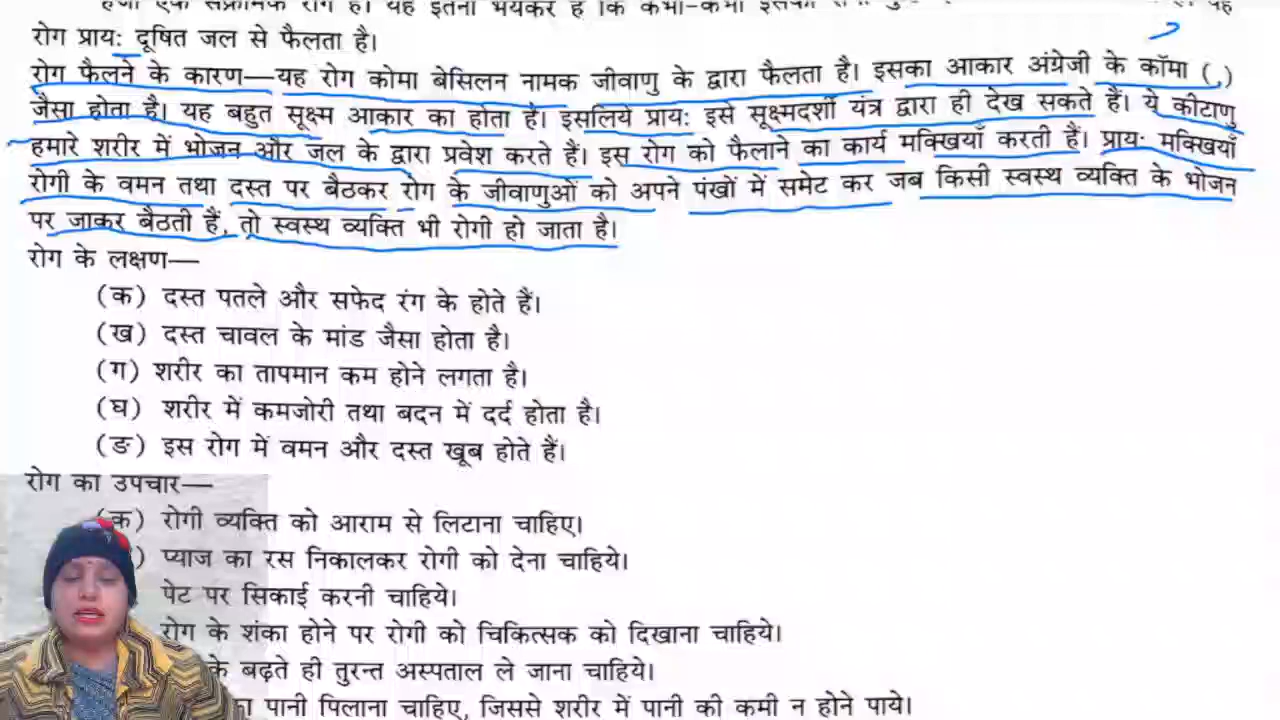 रोग प्रायः दूषित जल से फैलता है।
रोग फैलने के कारण—यह रोग कोमा बेसिलन नामक जीवाणु के द्वारा फैलता है। इसका आकार अंग्रेजी के कॉमा (,)
जैसा होता है। यह बहुत सूक्ष्म आकार का होता है। इसलिये प्रायः इसे सूक्ष्मदर्शी यंत्र द्वारा ही देख सकते हैं। ये कीटाणु
हमारे शरीर में भोजन और जल के द्वारा प्रवेश करते हैं। इस रोग को फैलाने का कार्य मक्खियाँ करती हैं। प्रायः मक्खियाँ
रोगी के वमन तथा दस्त पर बैठकर रोग के जीवाणुओं को अपने पंखों में समेट कर जब किसी स्वस्थ व्यक्ति के भोजन
पर जाकर बैठती हैं, तो स्वस्थ व्यक्ति भी रोगी हो जाता है।
रोग के लक्षण—
(क) दस्त पतले और सफेद रंग के होते हैं।
(ख) दस्त चावल के मांड जैसा होता है।
(ग) शरीर का तापमान कम होने लगता है।
(घ) शरीर में कमजोरी तथा बदन में दर्द होता है।
(ङ) इस रोग में वमन और दस्त खूब होते हैं।
रोग का उपचार—
(क) रोगी व्यक्ति को आराम से लिटाना चाहिए।
) प्याज का रस निकालकर रोगी को देना चाहिये।
पेट पर सिकाई करनी चाहिये।
रोग के शंका होने पर रोगी को चिकित्सक को दिखाना चाहिये।
के बढ़ते ही तुरन्त अस्पताल ले जाना चाहिये।
पानी पिलाना चाहिए, जिससे शरीर में पानी की कमी न होने पाये।